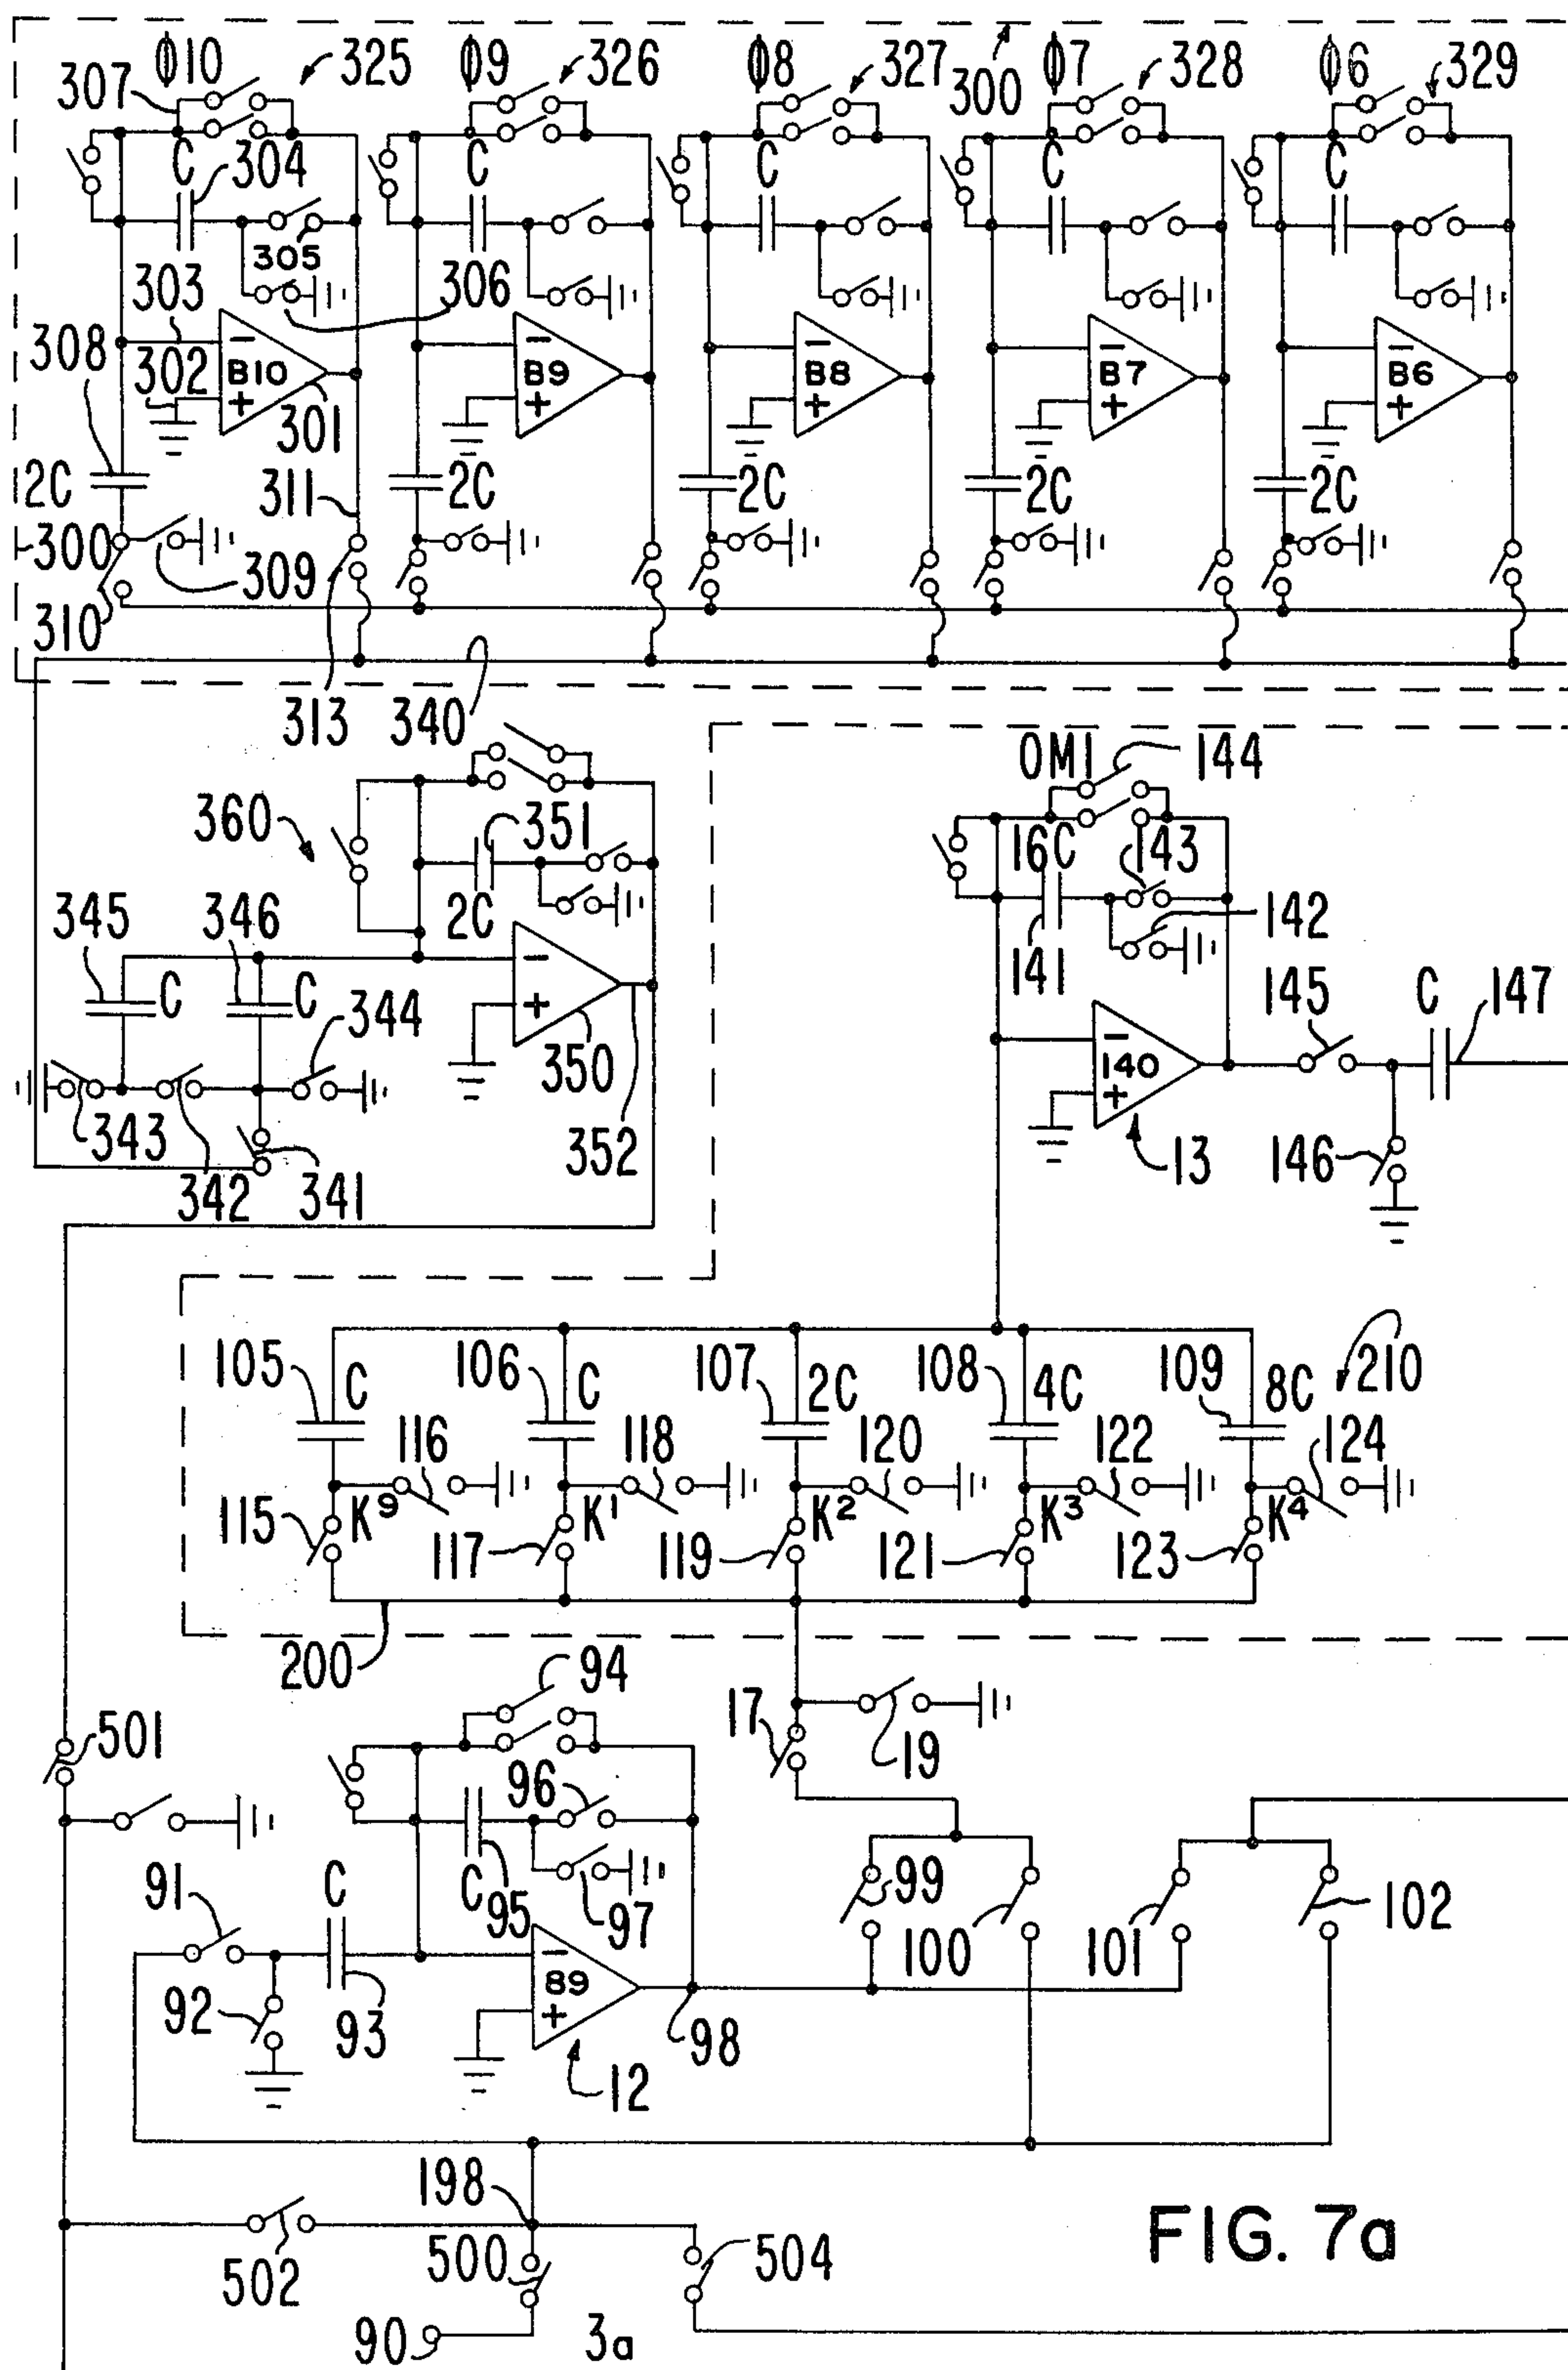 ϕ10 325 ϕ9 326 ϕ8 327 300 ϕ7 328 ϕ6 329
307
C 304 C C C C
305
303 306
308 302 B10 B9 B8 B7 B6
- + - + - + - + - +
301
2C 311 2C 2C 2C 2C
300 309
310
313 340
OM1 144
360 351 16C 143
345 346 2C 142
141
C C 344 - + 350 145 C 147
140 - +
343 352 146
342 341 13
105 C 106 C 107 2C 108 4C 109 8C 210
116 118 120 122 124
115 K9 117 K1 119 K2 121 K3 123 K4
200 94
17 19
501
96
91 C C 95 97 99 100 101 102
92 93 89 - + 98
12
198
502 500 504
90 3a
FIG. 7a